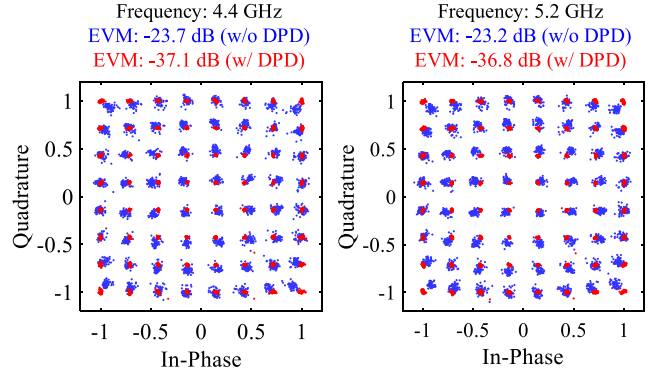 Frequency: 4.4 GHz
EVM: -23.7 dB (w/o DPD)
EVM: -37.1 dB (w/ DPD)
Quadrature
1
0.5
0
-0.5
-1
-1 -0.5 0 0.5 1
In-Phase
Frequency: 5.2 GHz
EVM: -23.2 dB (w/o DPD)
EVM: -36.8 dB (w/ DPD)
Quadrature
1
0.5
0
-0.5
-1
-1 -0.5 0 0.5 1
In-Phase